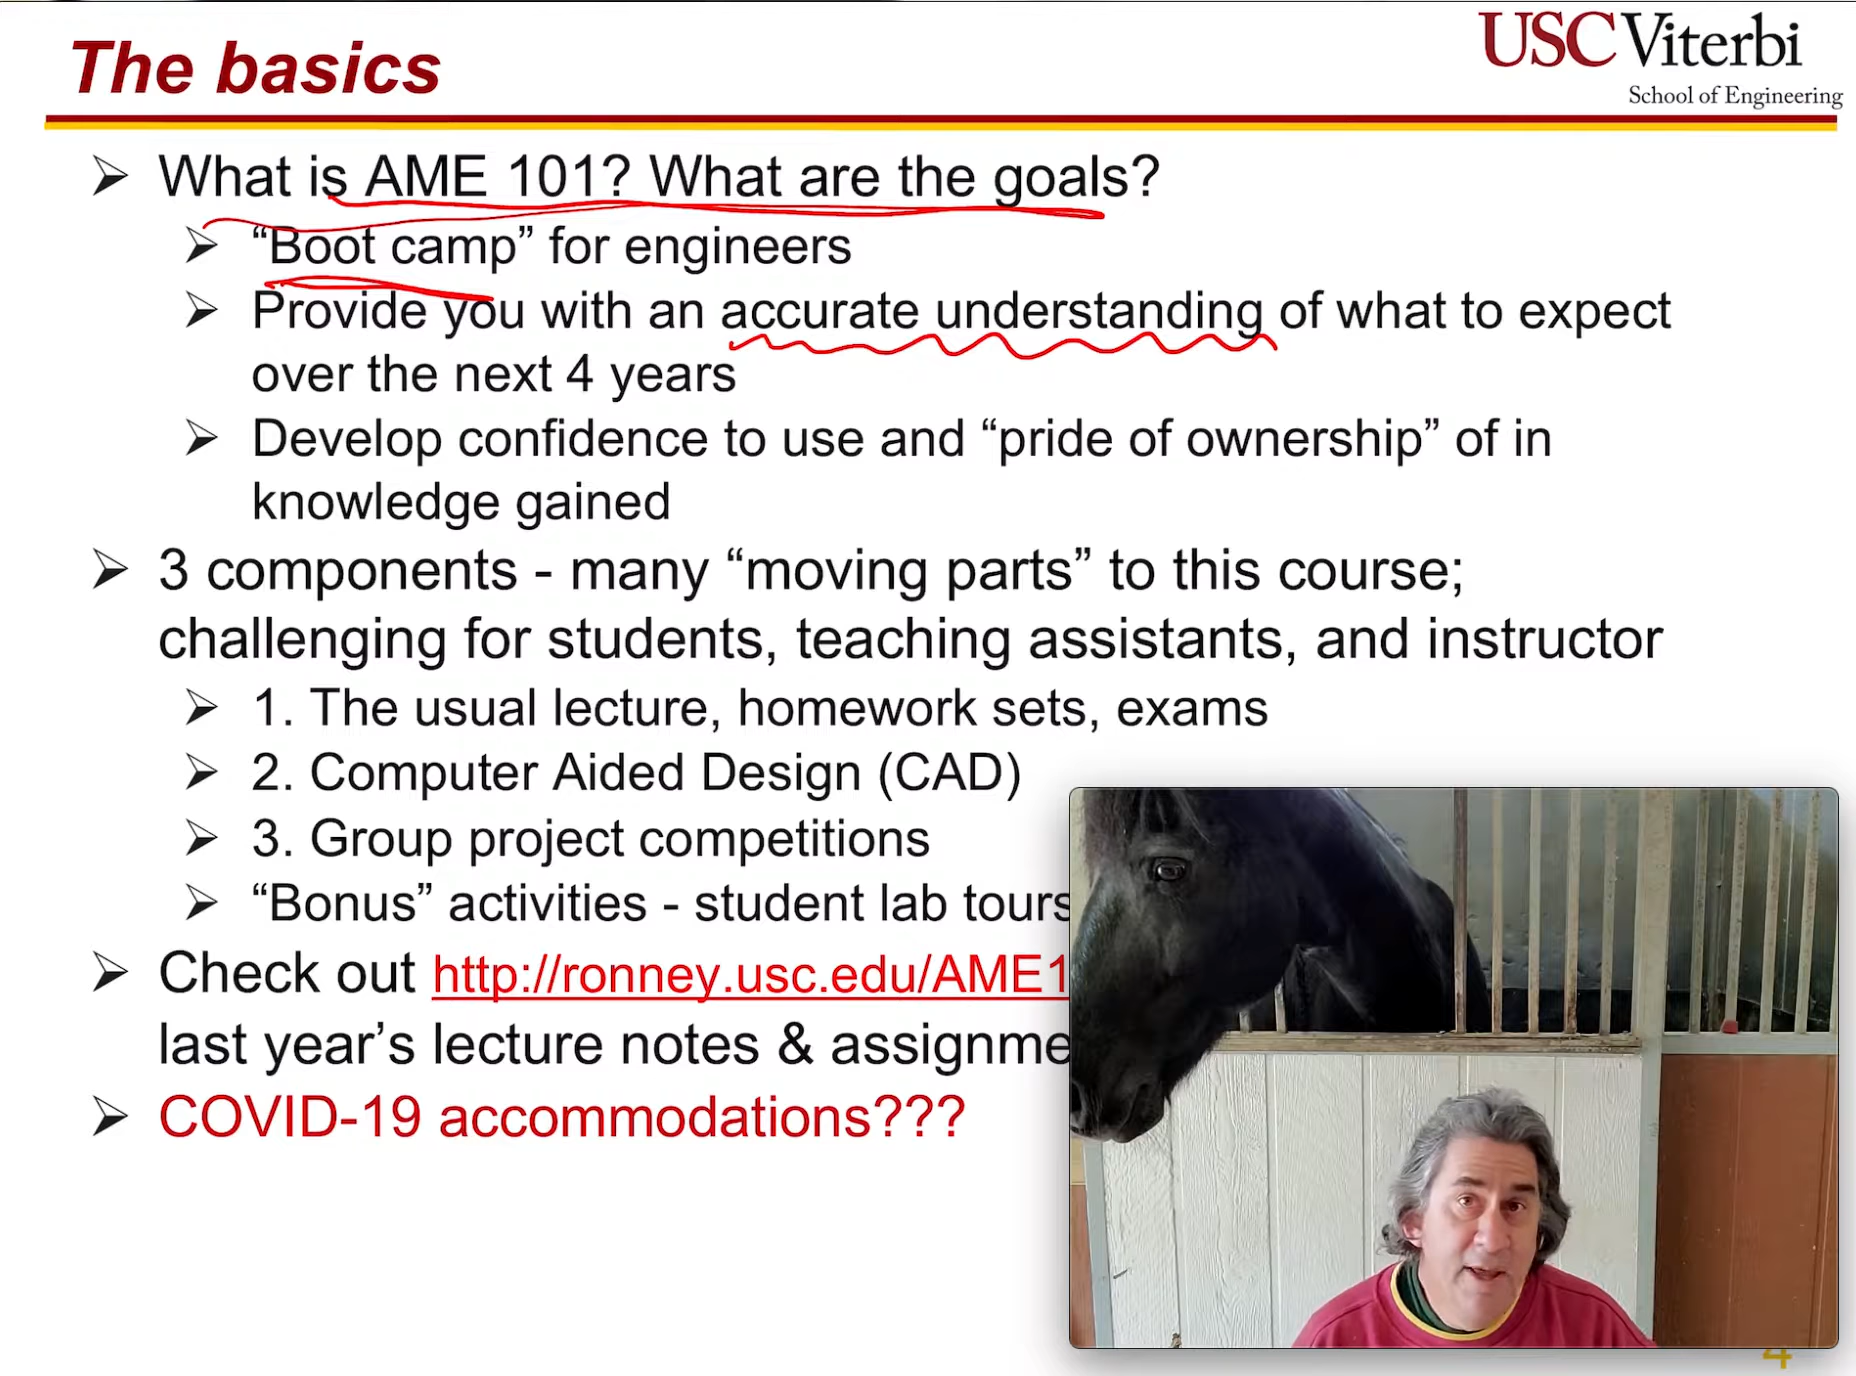 The basics
USC Viterbi
School of Engineering
What is AME 101? What are the goals?
“Boot camp” for engineers
Provide you with an accurate understanding of what to expect
over the next 4 years
Develop confidence to use and “pride of ownership” of in
knowledge gained
3 components - many “moving parts” to this course;
challenging for students, teaching assistants, and instructor
1. The usual lecture, homework sets, exams
2. Computer Aided Design (CAD)
3. Group project competitions
“Bonus” activities - student lab tours
Check out http://ronney.usc.edu/AME1
last year’s lecture notes & assignme
COVID-19 accommodations???
4